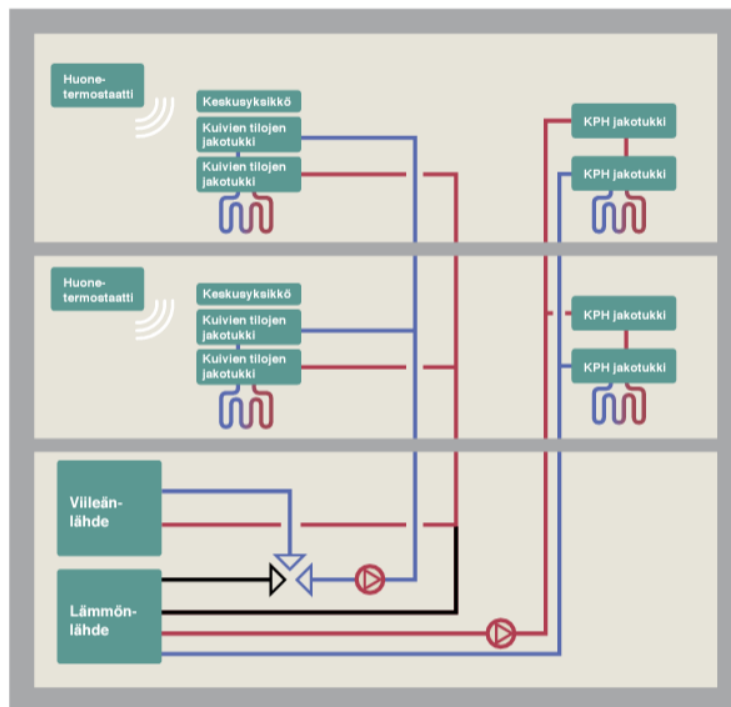 Huone-
termostaatti
Keskusyksikkö
Kuivien tilojen
jakotukki
Kuivien tilojen
jakotukki
KPH jakotukki
KPH jakotukki
Huone-
termostaatti
Keskusyksikkö
Kuivien tilojen
jakotukki
Kuivien tilojen
jakotukki
KPH jakotukki
KPH jakotukki
Viileän-
lähde
Lämmön-
lähde